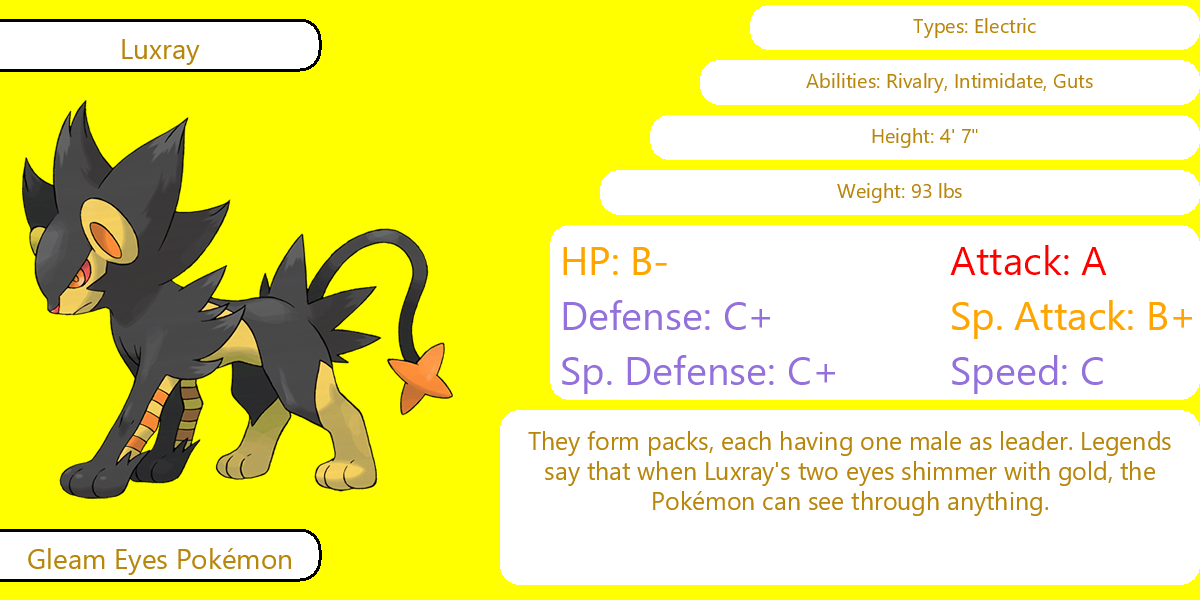 Luxray
Types: Electric
Abilities: Rivalry, Intimidate, Guts
Height: 4' 7"
Weight: 93 lbs
HP: B-
Attack: A
Defense: C+
Sp. Attack: B+
Sp. Defense: C+
Speed: C
They form packs, each having one male as leader. Legends
say that when Luxray's two eyes shimmer with gold, the
Pokémon can see through anything.
Gleam Eyes Pokémon